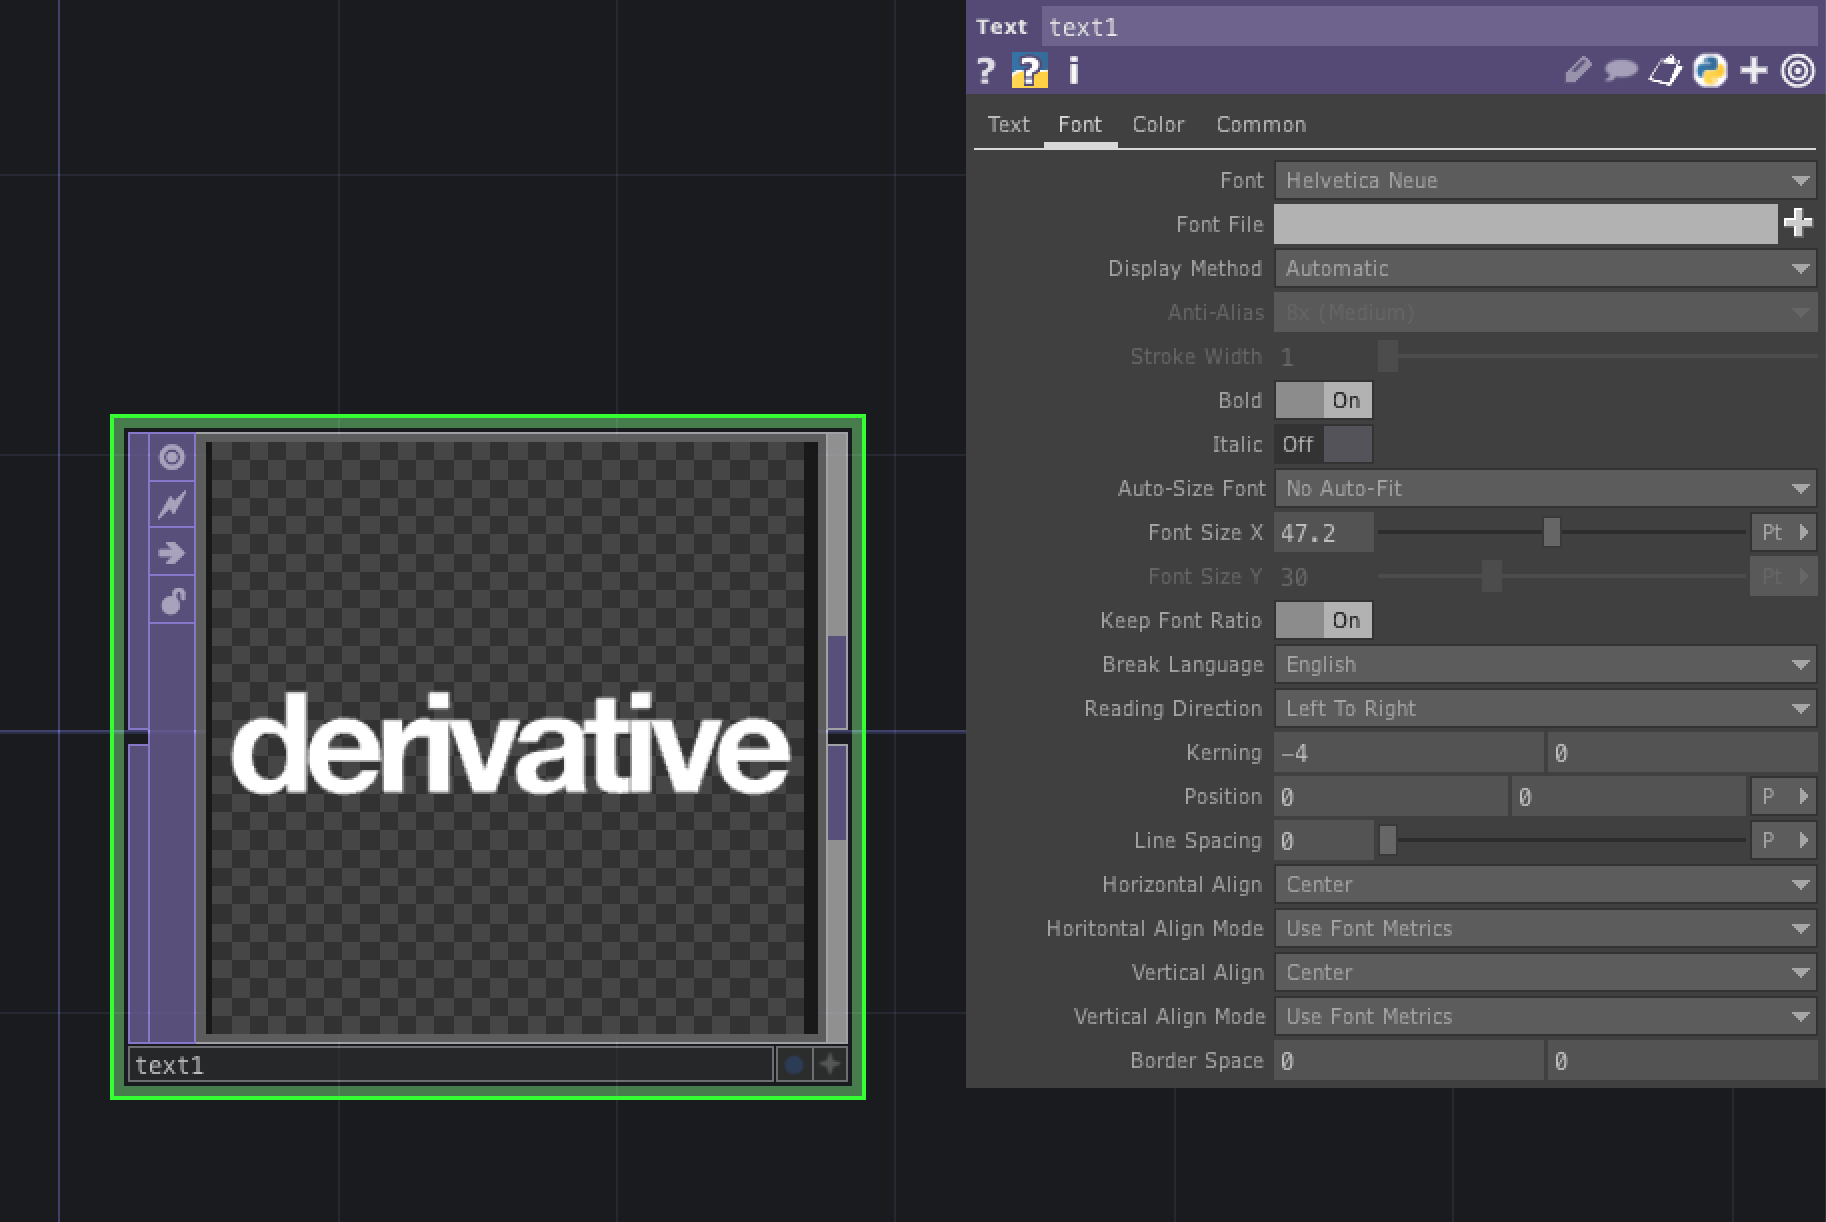 Text text1
? ? i
Text Font Color Common
Font Helvetica Neue
Font File
Display Method Automatic
Anti-Alias 8x (Medium)
Stroke Width 1
Bold On
Italic Off
Auto-Size Font No Auto-Fit
Font Size X 47.2 Pt
Font Size Y 30 Pt
Keep Font Ratio On
Break Language English
Reading Direction Left To Right
Kerning -4 0
Position 0 0 P
Line Spacing 0 P
Horizontal Align Center
Horitontal Align Mode Use Font Metrics
Vertical Align Center
Vertical Align Mode Use Font Metrics
Border Space 0 0
derivative
text1